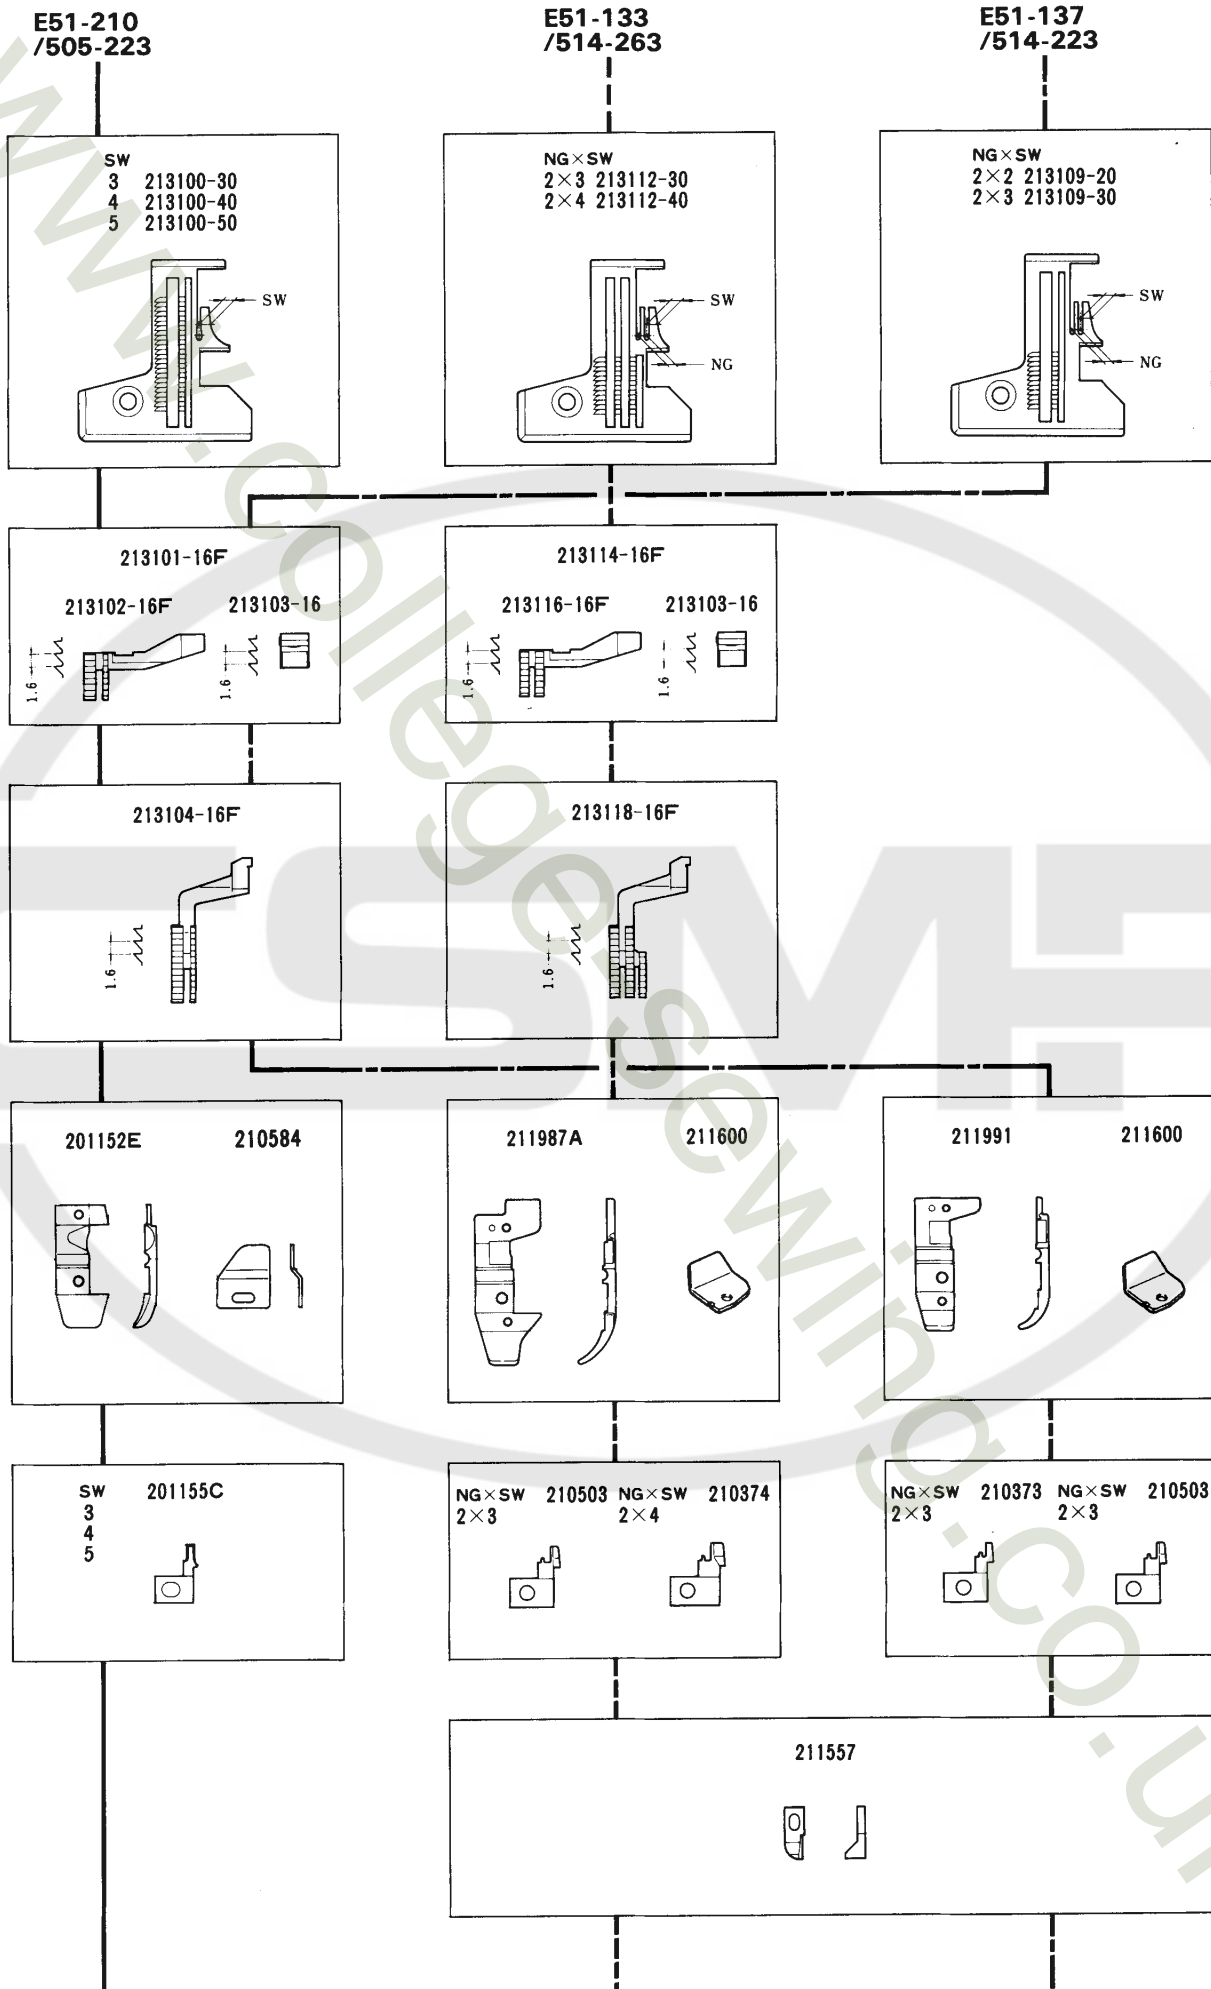 E51-210
/505-223
E51-133
/514-263
E51-137
/514-223
SW
3 213100-30
4 213100-40
5 213100-50
SW
NG×SW
2×3 213112-30
2×4 213112-40
SW
NG
NG×SW
2×2 213109-20
2×3 213109-30
SW
NG
213101-16F
213102-16F 213103-16
1.6 1.6
213114-16F
213116-16F 213103-16
1.6 1.6
213104-16F
1.6
213118-16F
1.6
201152E 210584
211987A 211600
211991 211600
SW 201155C
3
4
5
NG×SW 210503 NG×SW 210374
2×3 2×4
NG×SW 210373 NG×SW 210503
2×3 2×3
211557
www.collegesewing.co.u